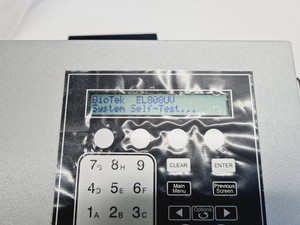 BioTek EL808UV
System Self-Test...
7G 8H 9
CLEAR ENTER
4D 5E 6F
Main Menu
Previous Screen
1A 2B 3C
Options